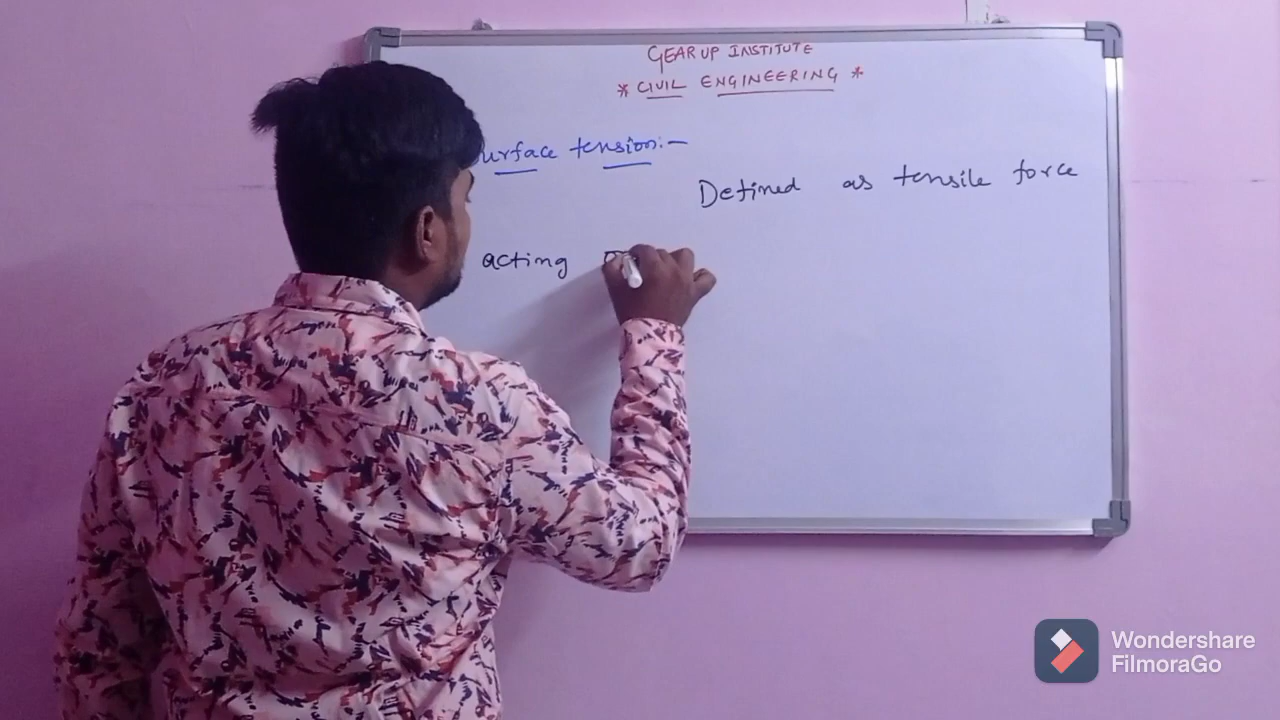 GEAR UP INSTITUTE
* CIVIL ENGINEERING *
urface tension:-
Defined as tensile force
acting
Wondershare
FilmoraGo